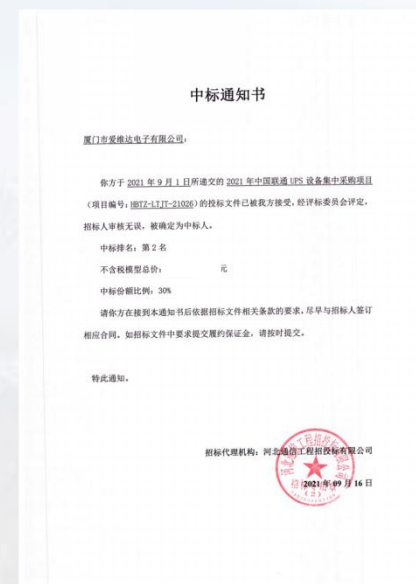 中标通知书
厦门市爱维达电子有限公司：
你方于 2021 年 9 月 1 日所递交的 2021 年中国联通 UPS 设备集中采购项目
（项目编号：HBTZ-LTJT-21026）的投标文件已被我方接受，经评标委员会评定，
招标人审核无误，被确定为中标人。
中标排名：第 2 名
不含税模型总价： 元
中标份额比例：30%
请你方在接到本通知书后依据招标文件相关条款的要求，尽早与招标人签订
相应合同。如招标文件中要求提交履约保证金，请按时提交。
特此通知。
招标代理机构：河北通信工程招投标有限公司
2021 年 09 月 16 日